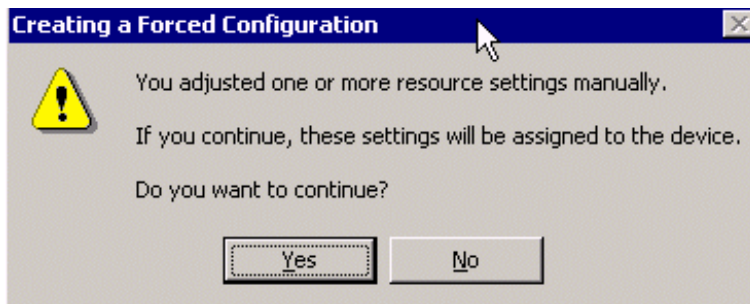 Creating a Forced Configuration
You adjusted one or more resource settings manually.
If you continue, these settings will be assigned to the device.
Do you want to continue?
Yes No